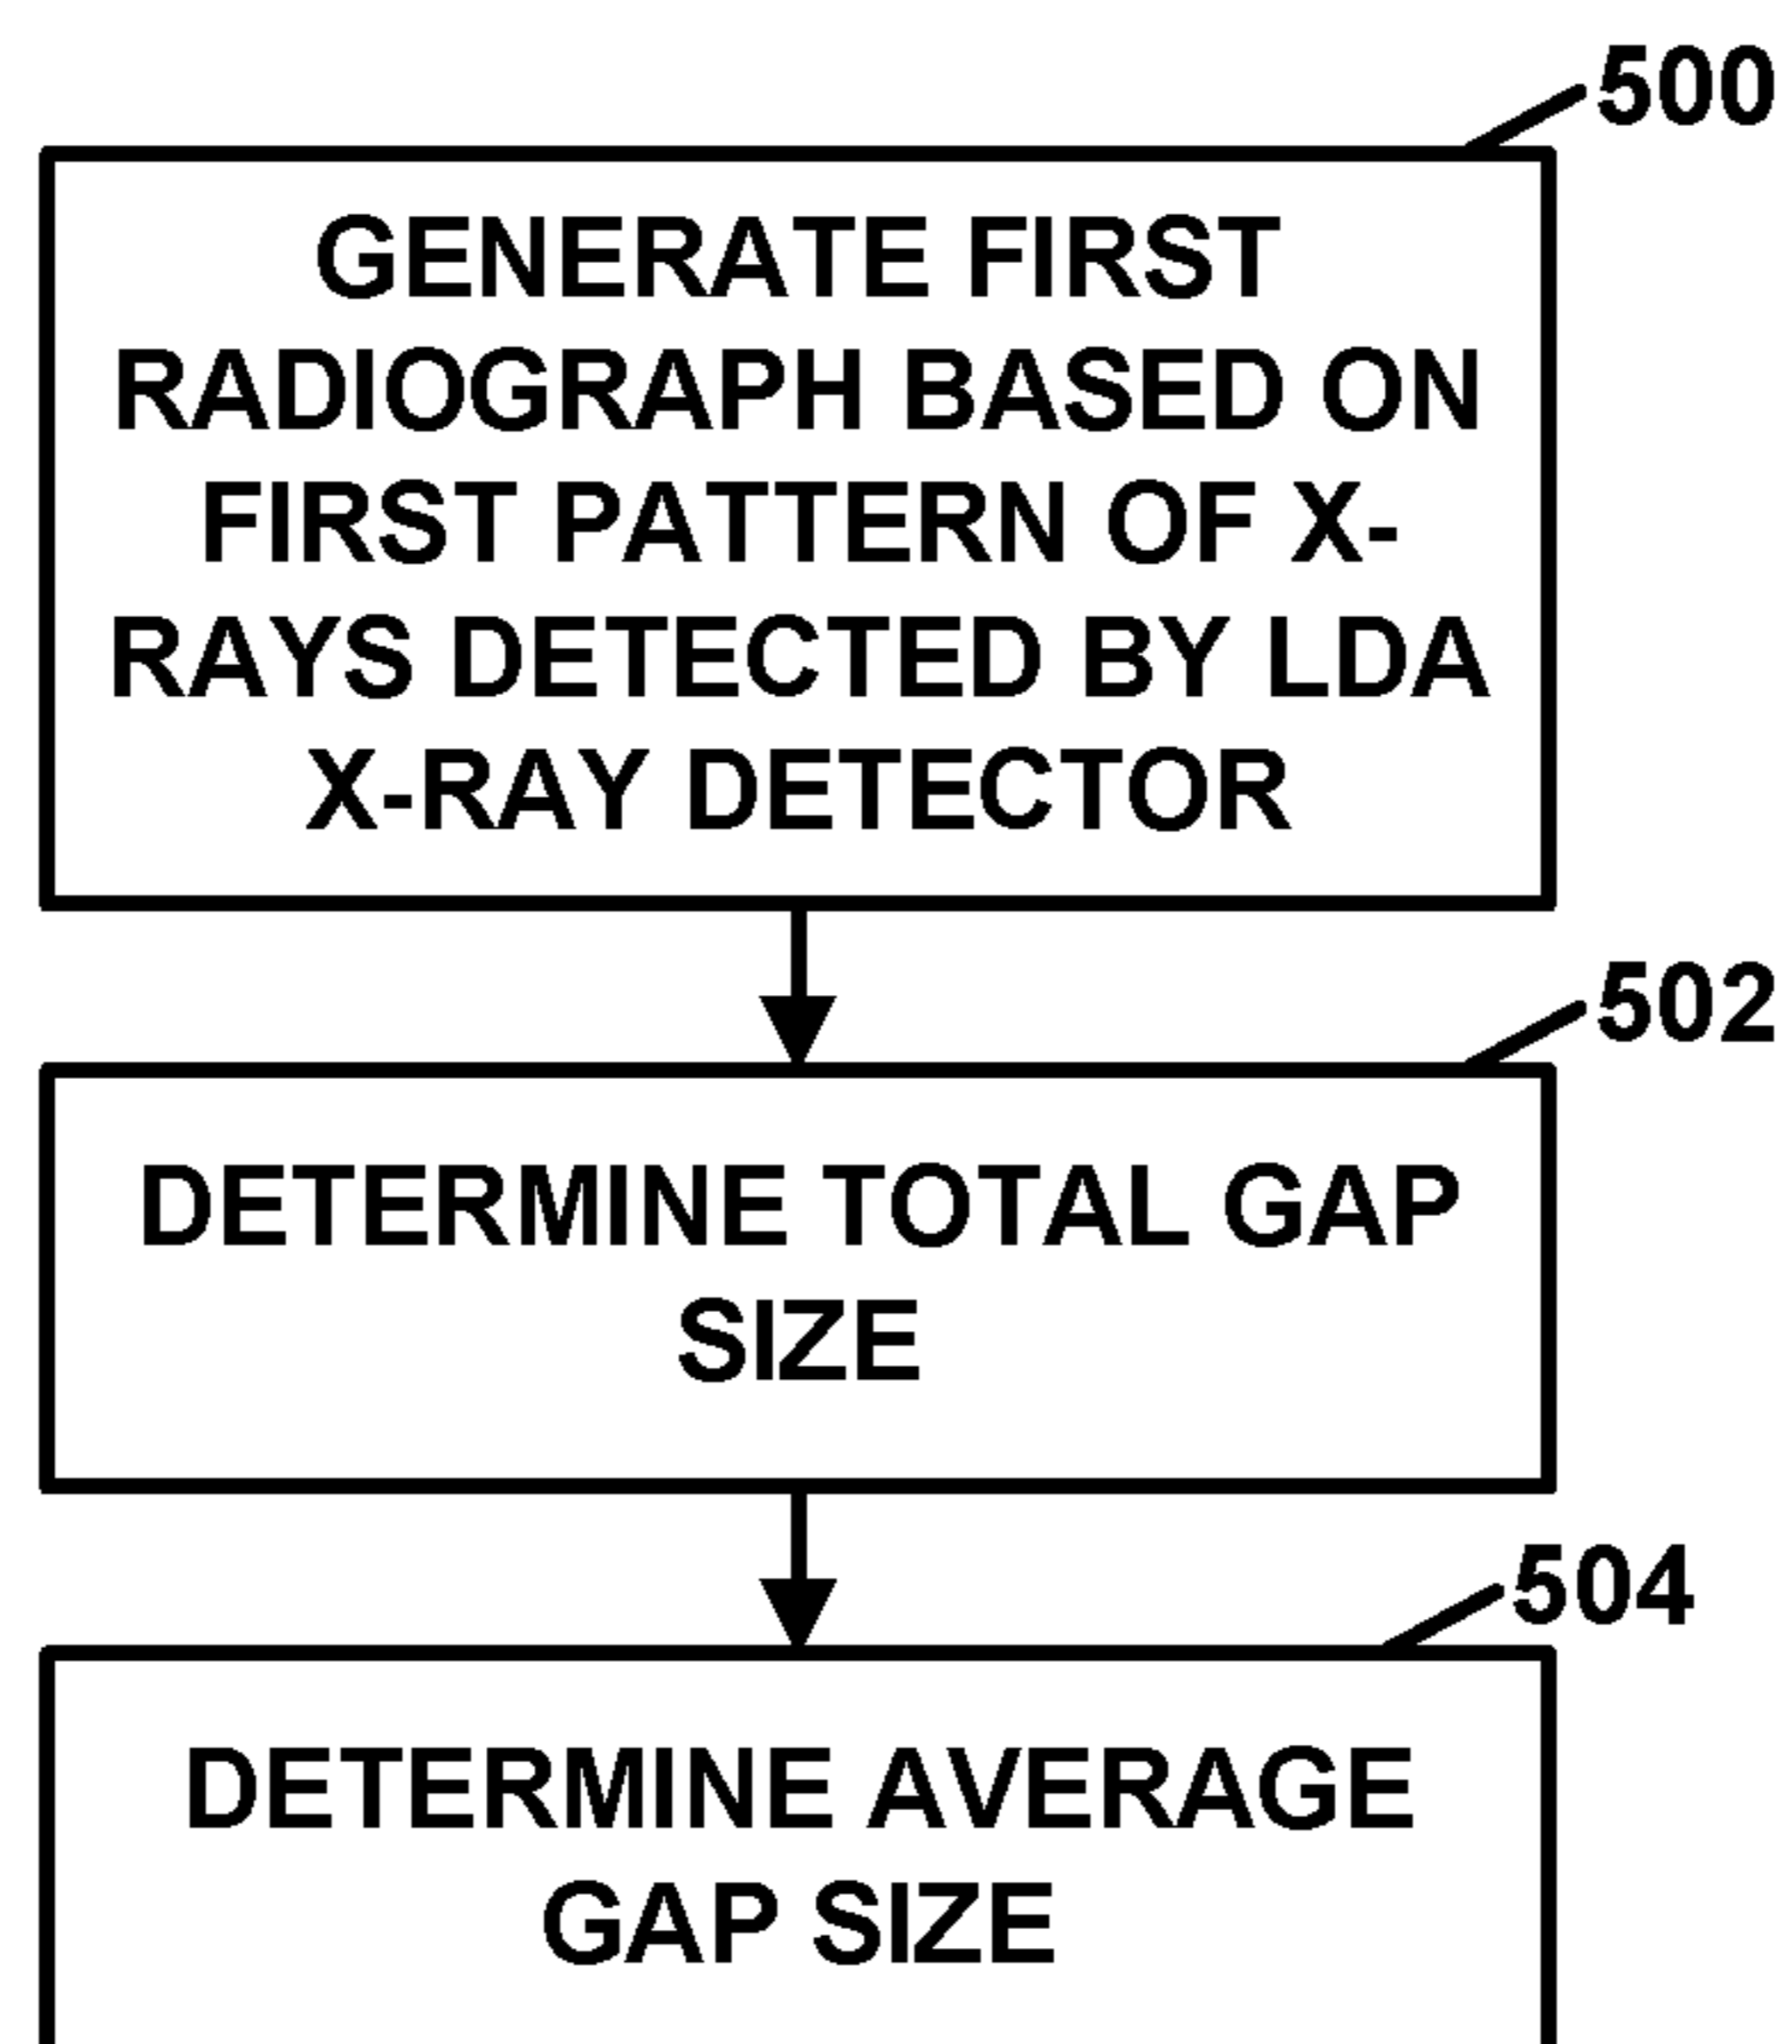 500
GENERATE FIRST
RADIOGRAPH BASED ON
FIRST PATTERN OF X-
RAYS DETECTED BY LDA
X-RAY DETECTOR
502
DETERMINE TOTAL GAP
SIZE
504
DETERMINE AVERAGE
GAP SIZE